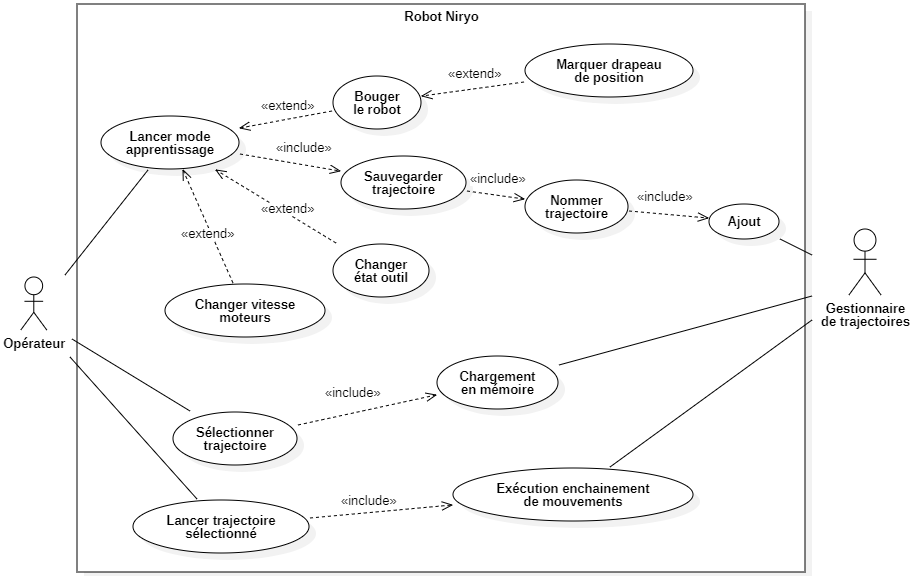 Robot Niryo
Marquer drapeau
de position
«extend»
Bouger
le robot
«extend»
Lancer mode
apprentissage
«include»
Sauvegarder
trajectoire
«include»
Nommer
trajectoire
«include»
Ajout
«extend»
«extend»
Changer
état outil
Changer vitesse
moteurs
Opérateur
Gestionnaire
de trajectoires
Chargement
en mémoire
«include»
Sélectionner
trajectoire
Exécution enchainement
de mouvements
«include»
Lancer trajectoire
sélectionné